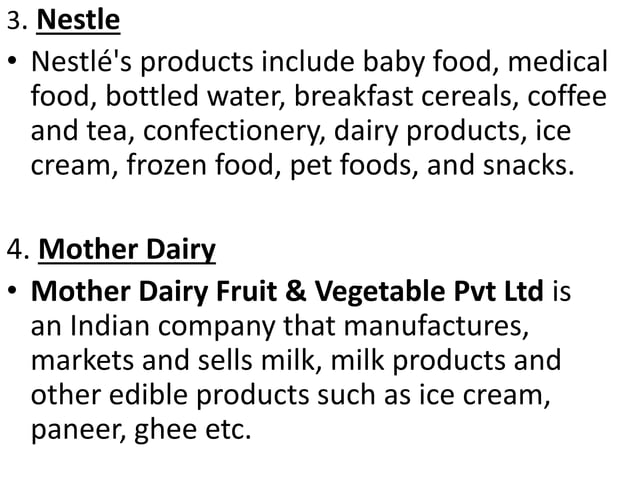 3. Nestle
• Nestlé's products include baby food, medical
food, bottled water, breakfast cereals, coffee
and tea, confectionery, dairy products, ice
cream, frozen food, pet foods, and snacks.
4. Mother Dairy
• Mother Dairy Fruit & Vegetable Pvt Ltd is
an Indian company that manufactures,
markets and sells milk, milk products and
other edible products such as ice cream,
paneer, ghee etc.